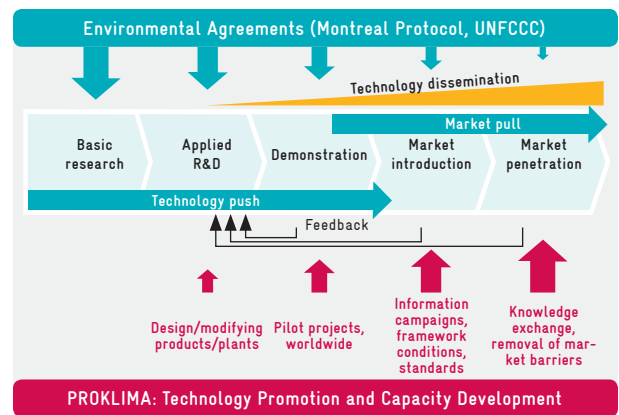 Environmental Agreements (Montreal Protocol, UNFCCC)
Technology dissemination
Market pull
Basic
research
Applied
R&D
Demonstration
Market
introduction
Market
penetration
Technology push
Feedback
Design/modifying
products/plants
Pilot projects,
worldwide
Information
campaigns,
framework
conditions,
standards
Knowledge
exchange,
removal of mar-
ket barriers
PROKLIMA: Technology Promotion and Capacity Development